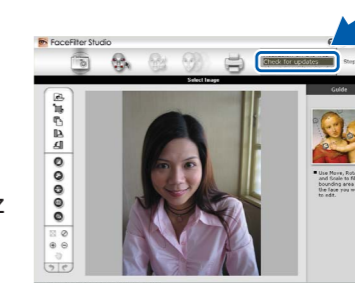 FaceFilter Studio
Check for updates
Step
Select Image
Guide
Use Move, Rot
and Scale to fi
bounding area
the face you w
to edit.
z